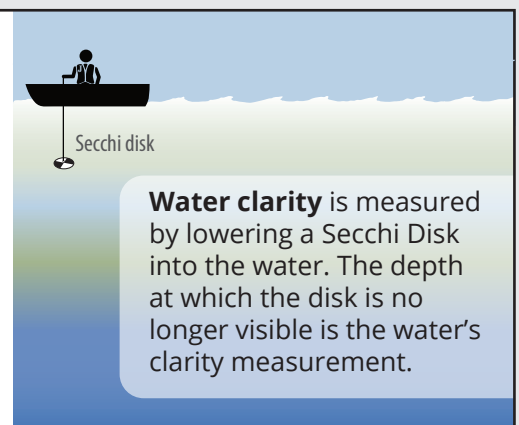 Secchi disk
Water clarity is measured
by lowering a Secchi Disk
into the water. The depth
at which the disk is no
longer visible is the water's
clarity measurement.